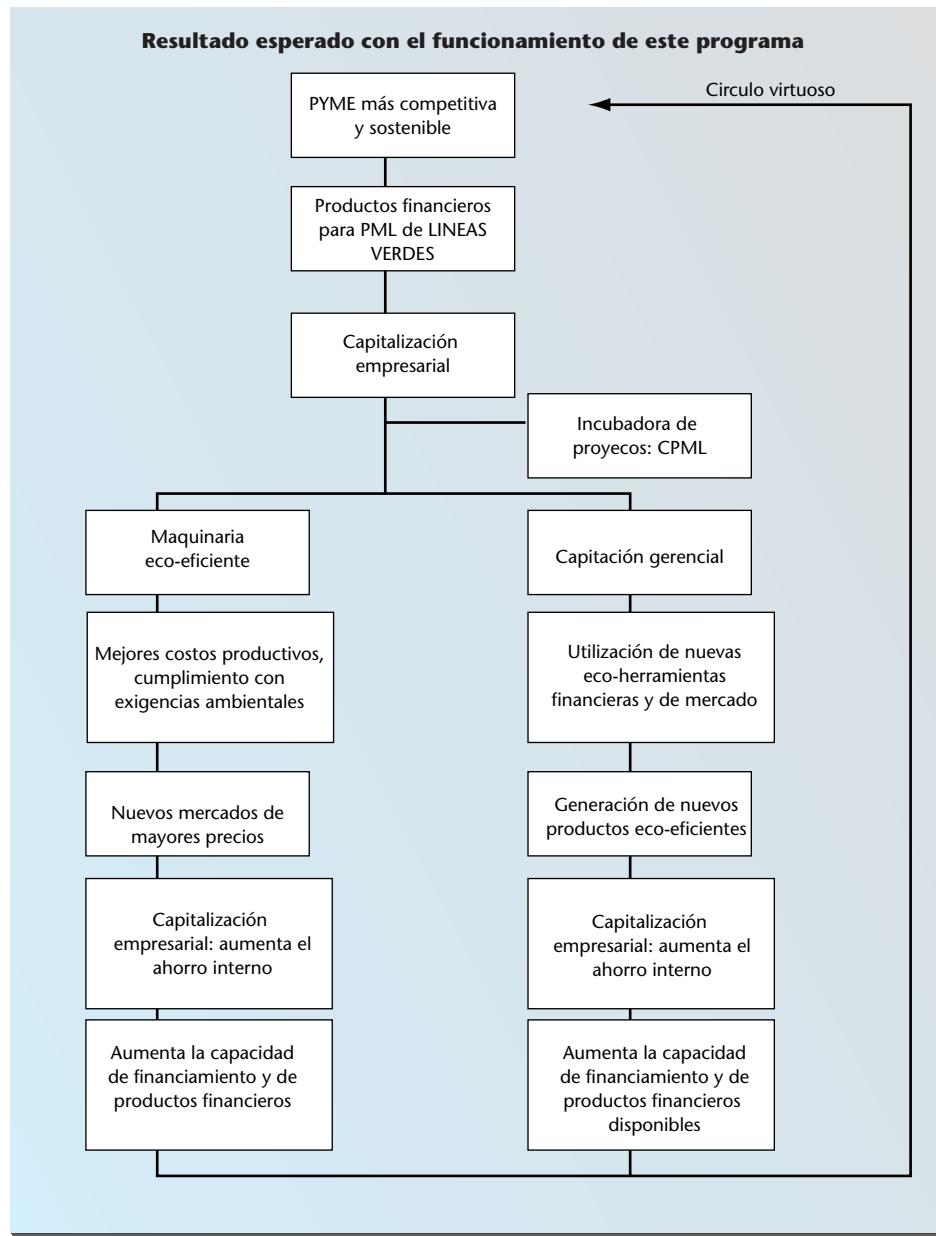 Resultado esperado con el funcionamiento de este programa
Circulo virtuoso
PYME más competitiva
y sostenible
Productos financieros
para PML de LINEAS
VERDES
Capitalización
empresarial
Incubadora de
proyecos: CPML
Maquinaria
eco-eficiente
Mejores costos productivos,
cumplimiento con
exigencias ambientales
Nuevos mercados de
mayores precios
Capitalización
empresarial: aumenta el
ahorro interno
Aumenta la capacidad
de financiamiento y de
productos financieros
Capitación gerencial
Utilización de nuevas
eco-herramientas
financieras y de mercado
Generación de nuevos
productos eco-eficientes
Capitalización
empresarial: aumenta el
ahorro interno
Aumenta la capacidad
de financiamiento y de
productos financieros
disponibles